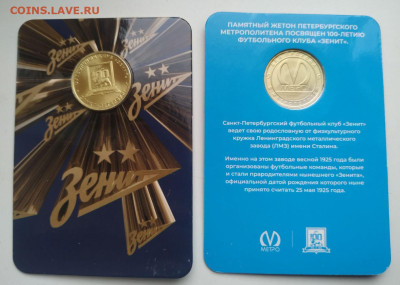 COINS.LAVE.RU
Зенит
Зенит
Зенит
ПАМЯТНЫЙ ЖЕТОН ПЕТЕРБУРГСКОГО
МЕТРОПОЛИТЕНА ПОСВЯЩЕН 100-ЛЕТИЮ
ФУТБОЛЬНОГО КЛУБА «ЗЕНИТ».
Санкт-Петербургский футбольный клуб «Зенит»
ведет свою родословную от физкультурного
кружка Ленинградского металлического
завода (ЛМЗ) имени Сталина.
Именно на этом заводе весной 1925 года были
организованы футбольные команды, которые
и стали прародителями нынешнего «Зенита»,
официальной датой рождения которого ныне
принято считать 25 мая 1925 года.
МЕТРО